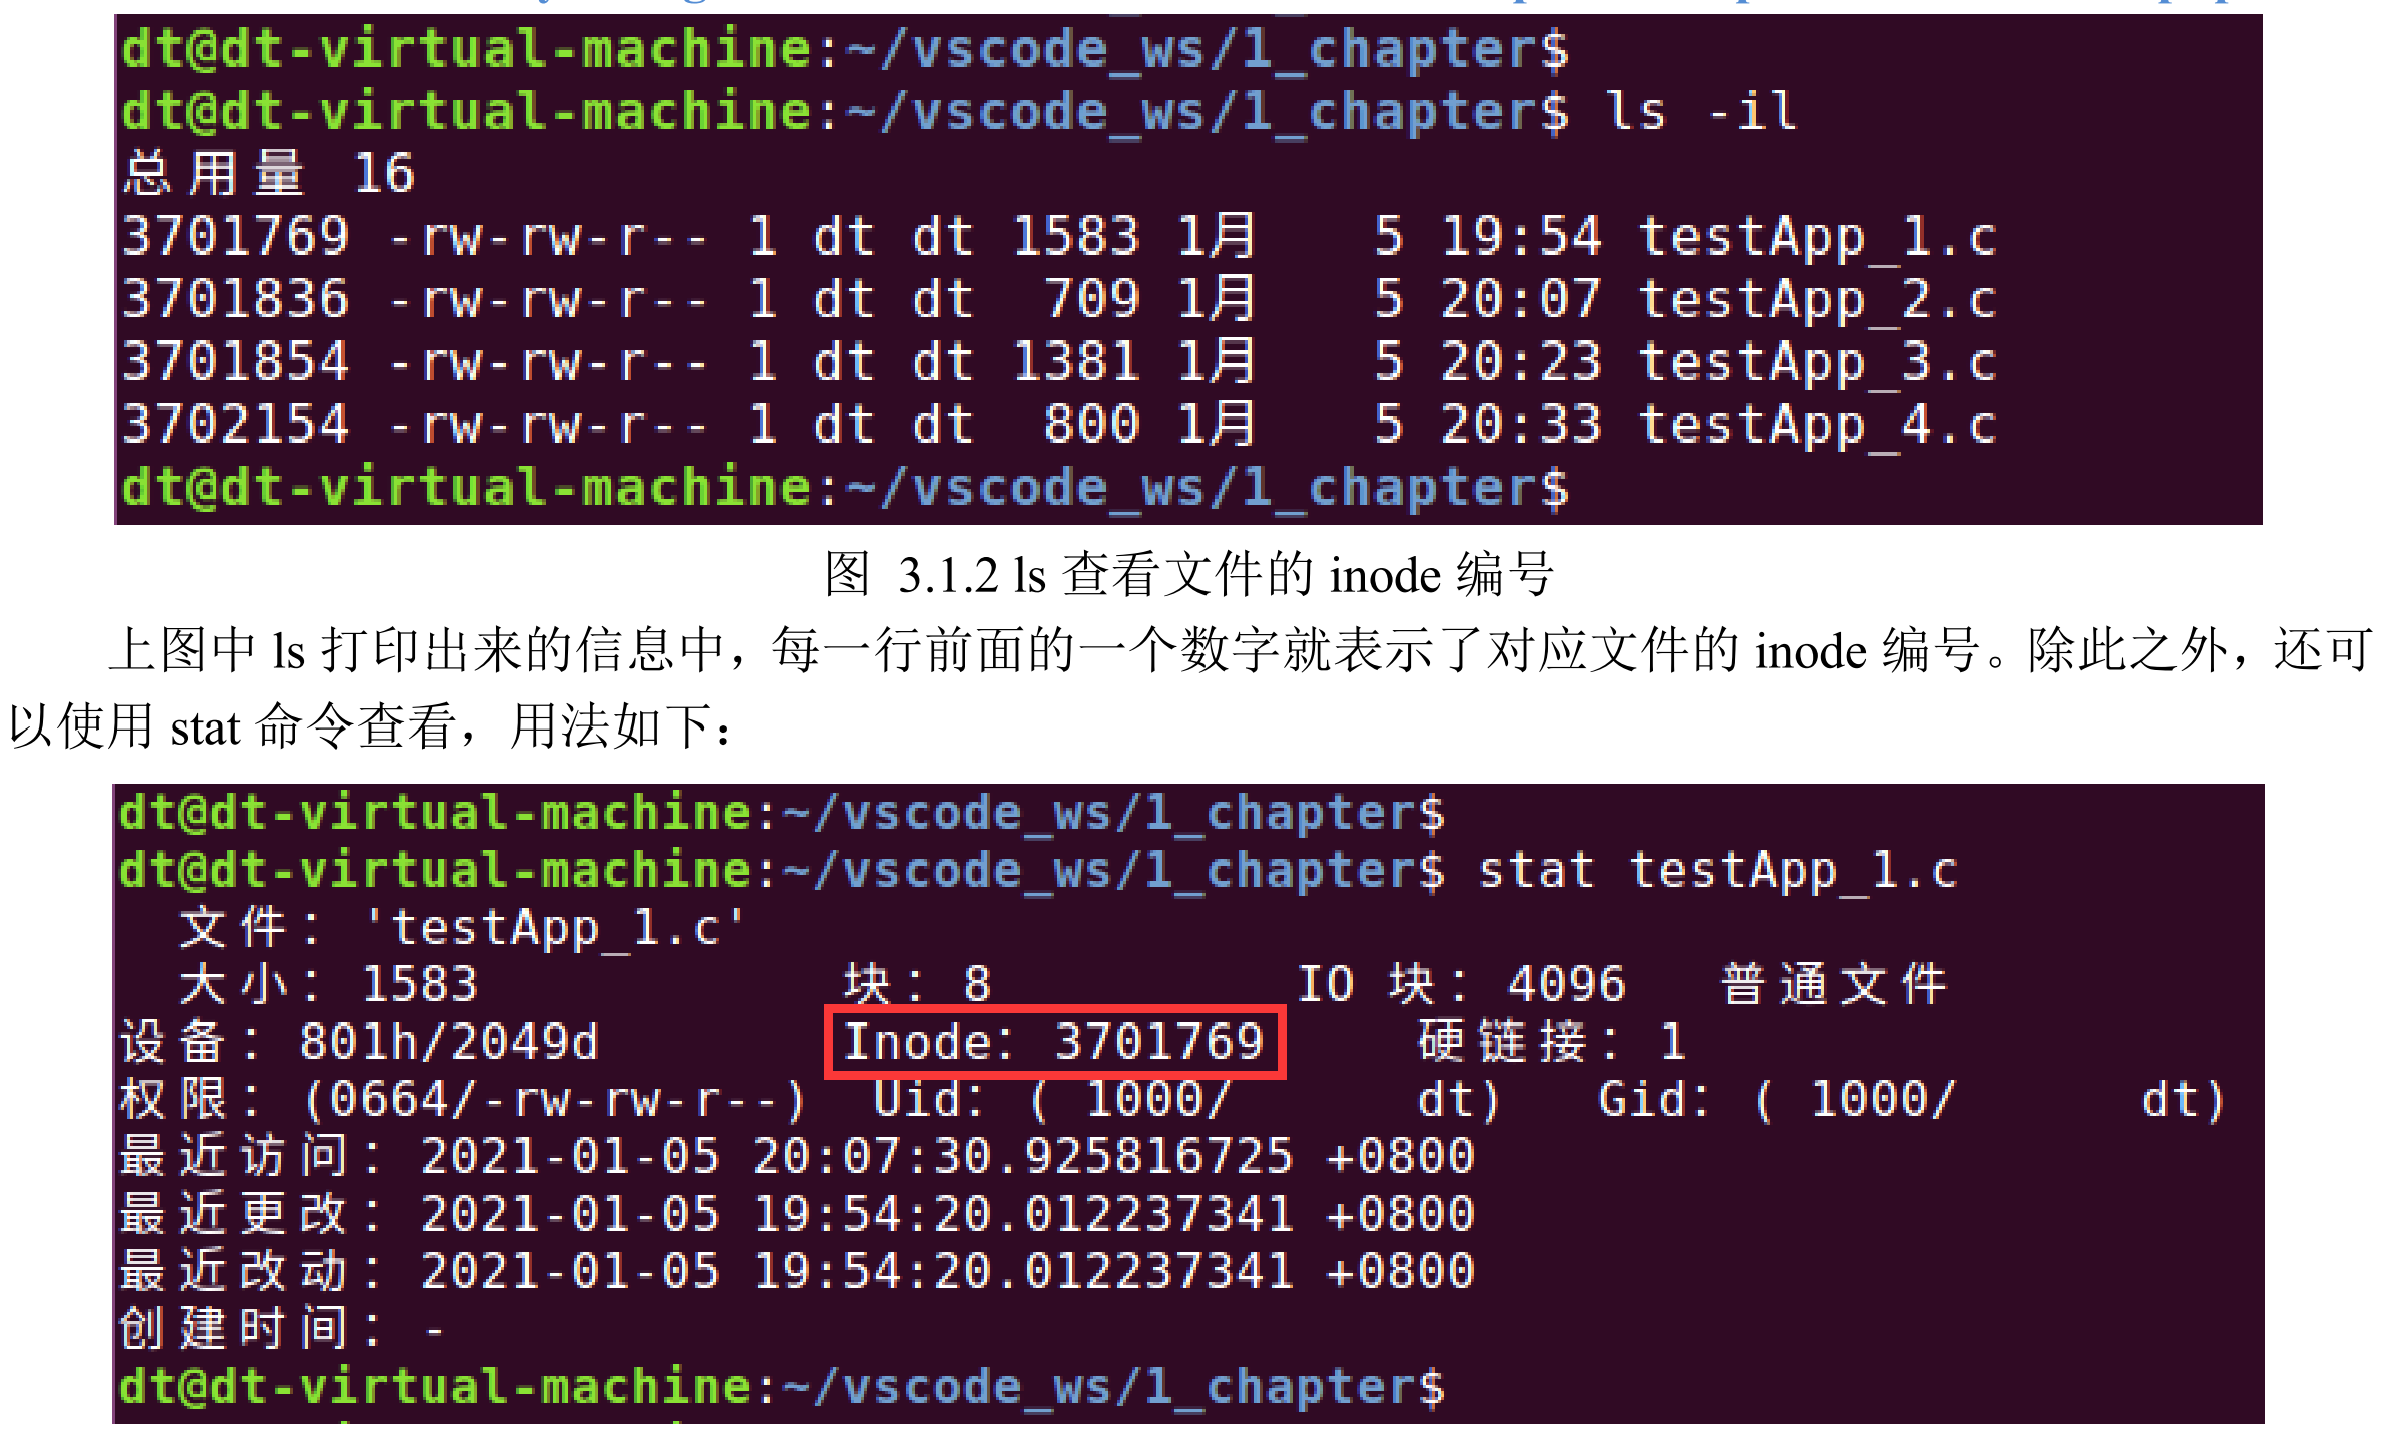 dt@dt-virtual-machine:~/vscode_ws/1_chapter$
dt@dt-virtual-machine:~/vscode_ws/1_chapter$ ls -il
总用量 16
3701769 -rw-rw-r-- 1 dt dt 1583 1月   5 19:54 testApp_1.c
3701836 -rw-rw-r-- 1 dt dt  709 1月   5 20:07 testApp_2.c
3701854 -rw-rw-r-- 1 dt dt 1381 1月   5 20:23 testApp_3.c
3702154 -rw-rw-r-- 1 dt dt  800 1月   5 20:33 testApp_4.c
dt@dt-virtual-machine:~/vscode_ws/1_chapter$
图 3.1.2 ls 查看文件的 inode 编号
上图中 ls 打印出来的信息中，每一行前面的一个数字就表示了对应文件的 inode 编号。除此之外，还可
以使用 stat 命令查看，用法如下：
dt@dt-virtual-machine:~/vscode_ws/1_chapter$
dt@dt-virtual-machine:~/vscode_ws/1_chapter$ stat testApp_1.c
文件：'testApp_1.c'
大小：1583 块：8 IO 块：4096 普通文件
设备：801h/2049d Inode：3701769 硬链接：1
权限：(0664/-rw-rw-r--) Uid：( 1000/ dt) Gid：( 1000/ dt)
最近访问：2021-01-05 20:07:30.925816725 +0800
最近更改：2021-01-05 19:54:20.012237341 +0800
最近改动：2021-01-05 19:54:20.012237341 +0800
创建时间：-
dt@dt-virtual-machine:~/vscode_ws/1_chapter$